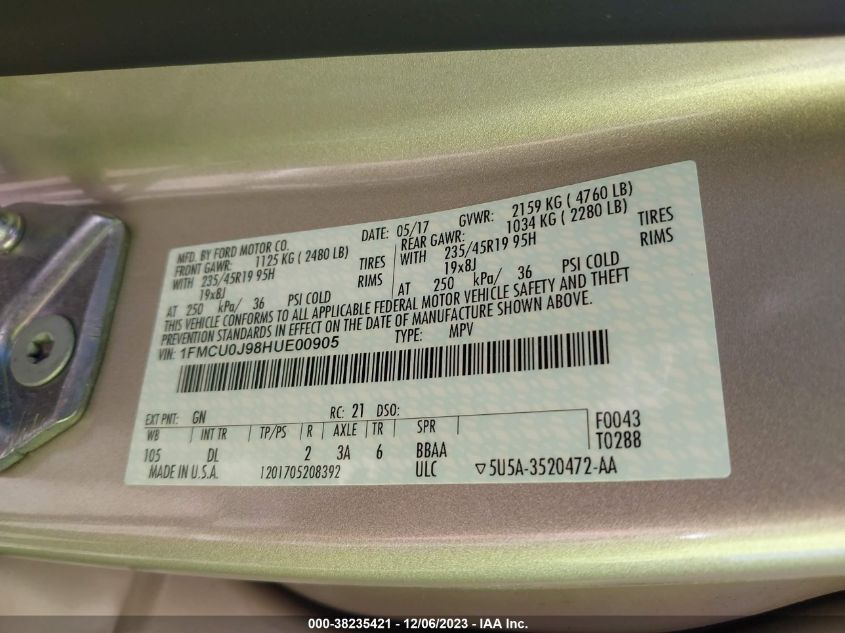 MFD. BY FORD MOTOR CO. DATE: 05/17 GVWR: 2159 KG ( 4760 LB)
FRONT GAWR: 1125 KG ( 2480 LB) REAR GAWR: 1034 KG ( 2280 LB)
WITH 235/45R19 95H TIRES WITH 235/45R19 95H TIRES
19x8J RIMS 19x8J RIMS
AT 250 kPa/ 36 PSI COLD AT 250 kPa/ 36 PSI COLD
THIS VEHICLE CONFORMS TO ALL APPLICABLE FEDERAL MOTOR VEHICLE SAFETY AND THEFT
PREVENTION STANDARDS IN EFFECT ON THE DATE OF MANUFACTURE SHOWN ABOVE.
VIN: 1FMCU0J98HUE00905 TYPE: MPV
EXT PNT: GN RC: 21 DSO: F0043
WB INT TR TP/PS R AXLE TR SPR T0288
105 DL 2 3A 6 BBAA
MADE IN U.S.A. 1201705208392 ULC ▽5U5A-3520472-AA
000-38235421 - 12/06/2023 - IAA Inc.